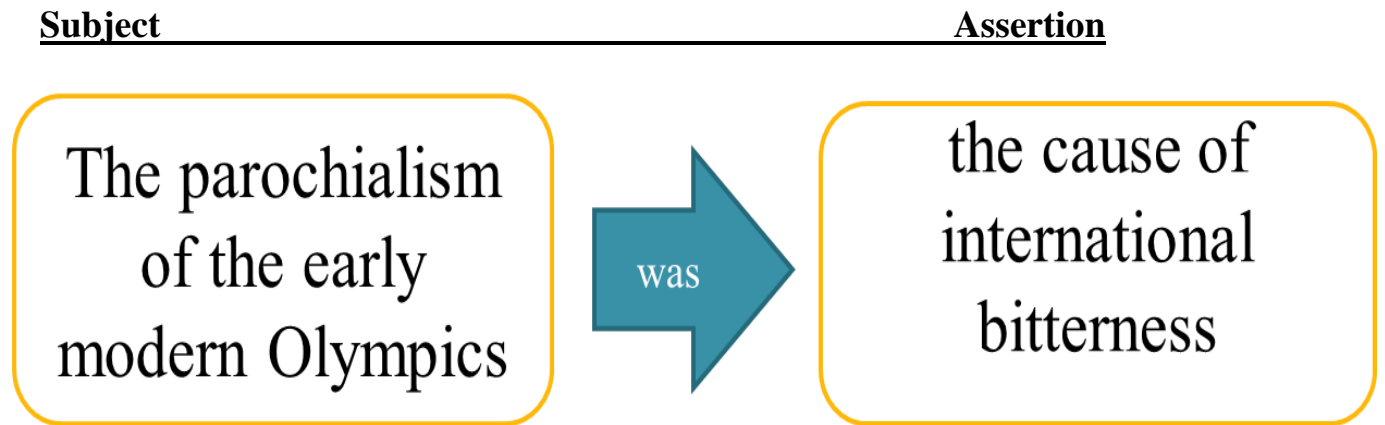 Subject Assertion
The parochialism
of the early
modern Olympics
was
the cause of
international
bitterness